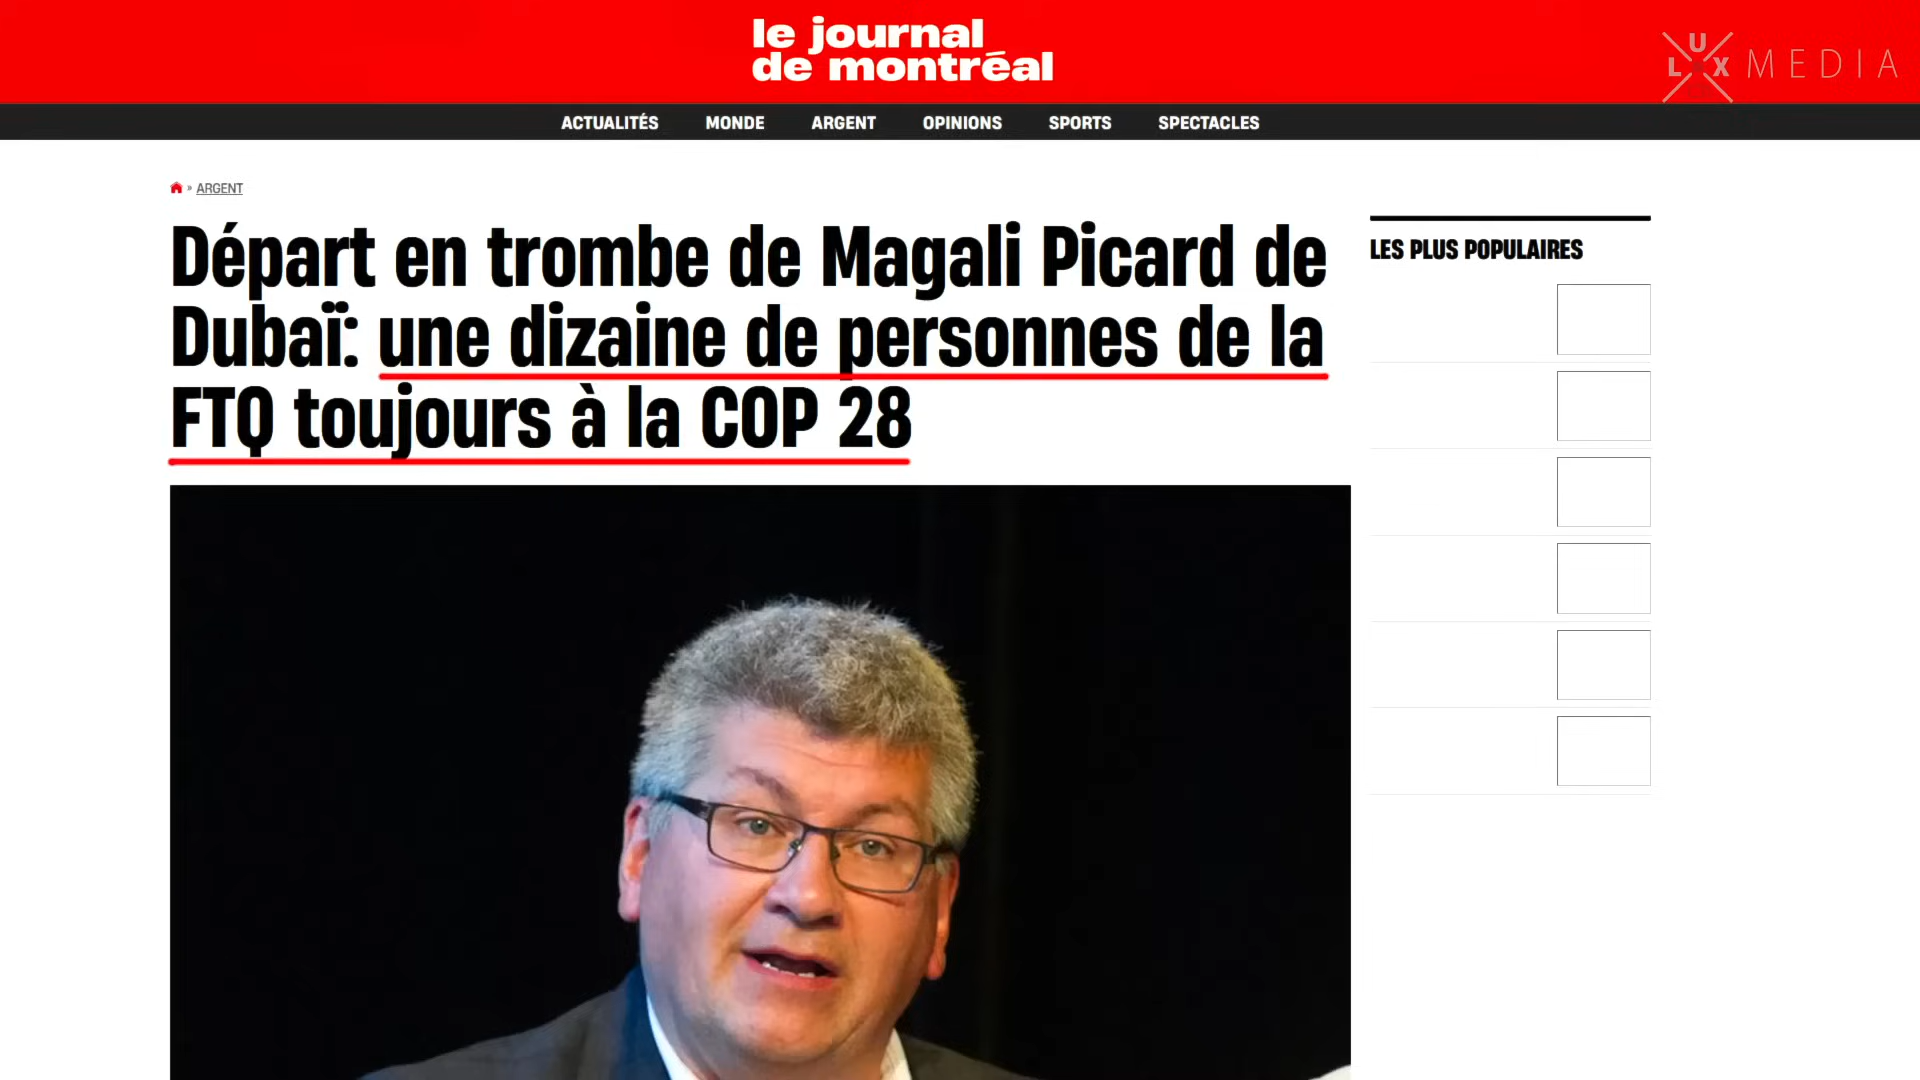 le journal
de montréal
LUX MEDIA
ACTUALITÉS MONDE ARGENT OPINIONS SPORTS SPECTACLES
» ARGENT
Départ en trombe de Magali Picard de
Dubaï: une dizaine de personnes de la
FTQ toujours à la COP 28
LES PLUS POPULAIRES